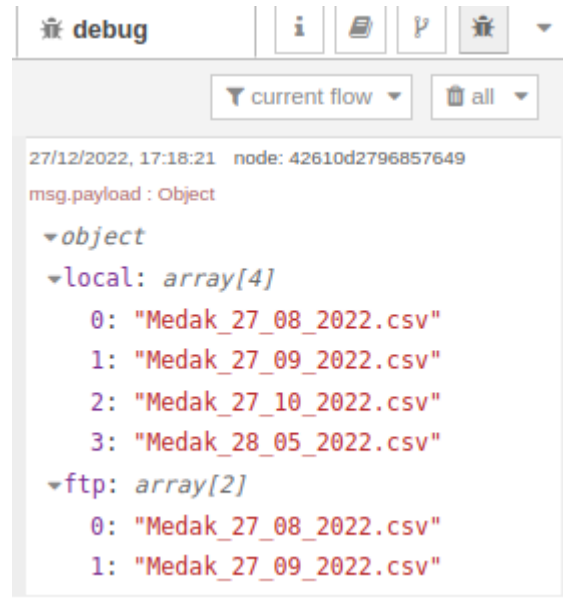 debug
current flow all
27/12/2022, 17:18:21 node: 42610d2796857649
msg.payload : Object
object
local: array[4]
0: "Medak_27_08_2022.csv"
1: "Medak_27_09_2022.csv"
2: "Medak_27_10_2022.csv"
3: "Medak_28_05_2022.csv"
ftp: array[2]
0: "Medak_27_08_2022.csv"
1: "Medak_27_09_2022.csv"